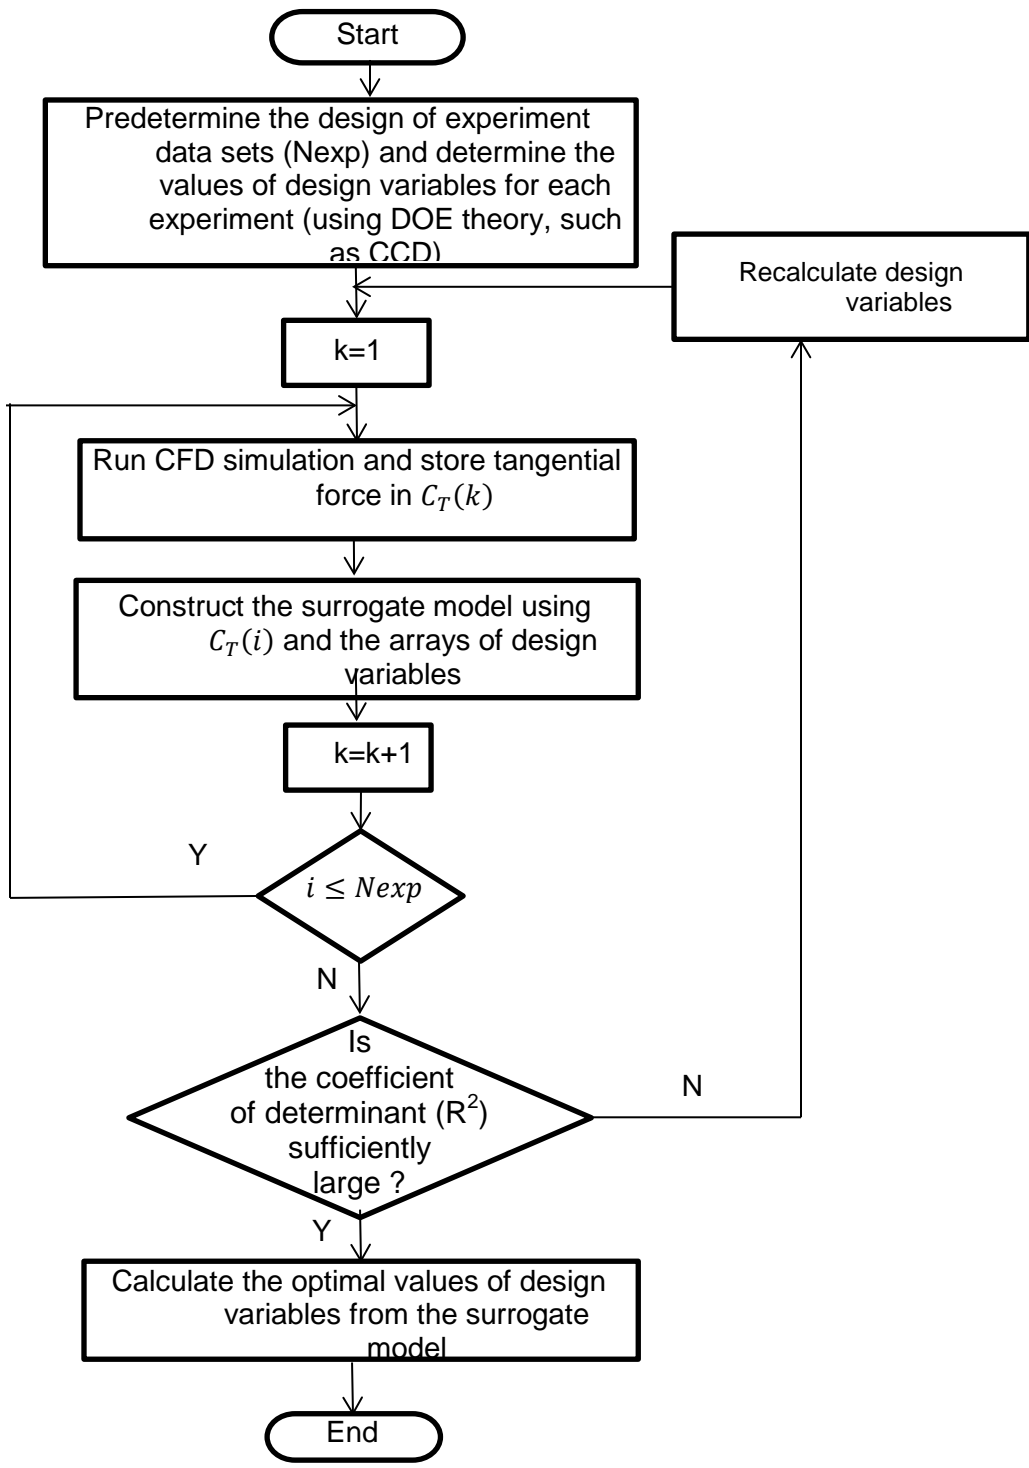 Start
Predetermine the design of experiment
data sets (Nexp) and determine the
values of design variables for each
experiment (using DOE theory, such
as CCD)
Recalculate design
variables
k=1
Run CFD simulation and store tangential
force in C_T(k)
Construct the surrogate model using
C_T(i) and the arrays of design
variables
k=k+1
Y
i ≤ Nexp
N
Is
the coefficient
of determinant (R²)
sufficiently
large ?
N
Y
Calculate the optimal values of design
variables from the surrogate
model
End